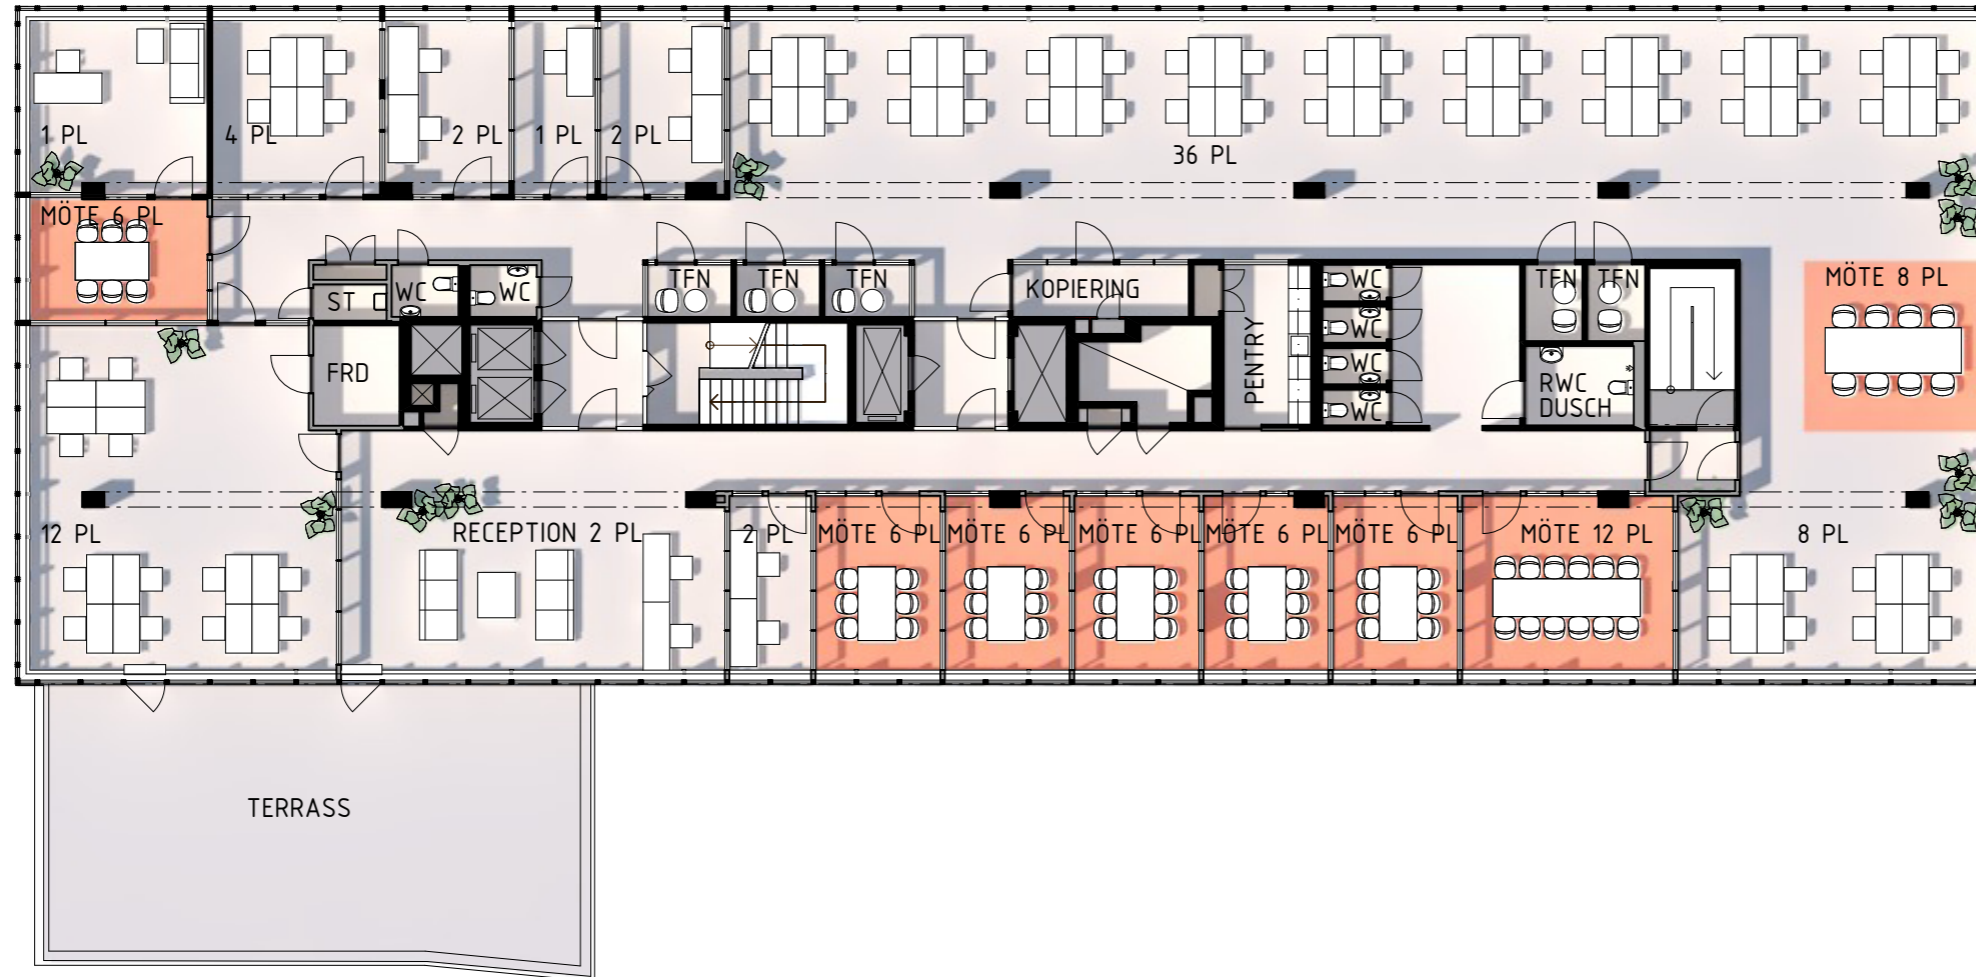 1 PL
4 PL
2 PL
1 PL
2 PL
36 PL
MÖTE 6 PL
TFN
TFN
TFN
TFN
TFN
WC
MÖTE 8 PL
ST
WC
WC
KOPIERING
WC
PENTRY
WC
FRD
RWC
DUSCH
WC
12 PL
RECEPTION 2 PL
2 PL
MÖTE 6 PL
MÖTE 6 PL
MÖTE 6 PL
MÖTE 6 PL
MÖTE 6 PL
MÖTE 12 PL
8 PL
TERRASS